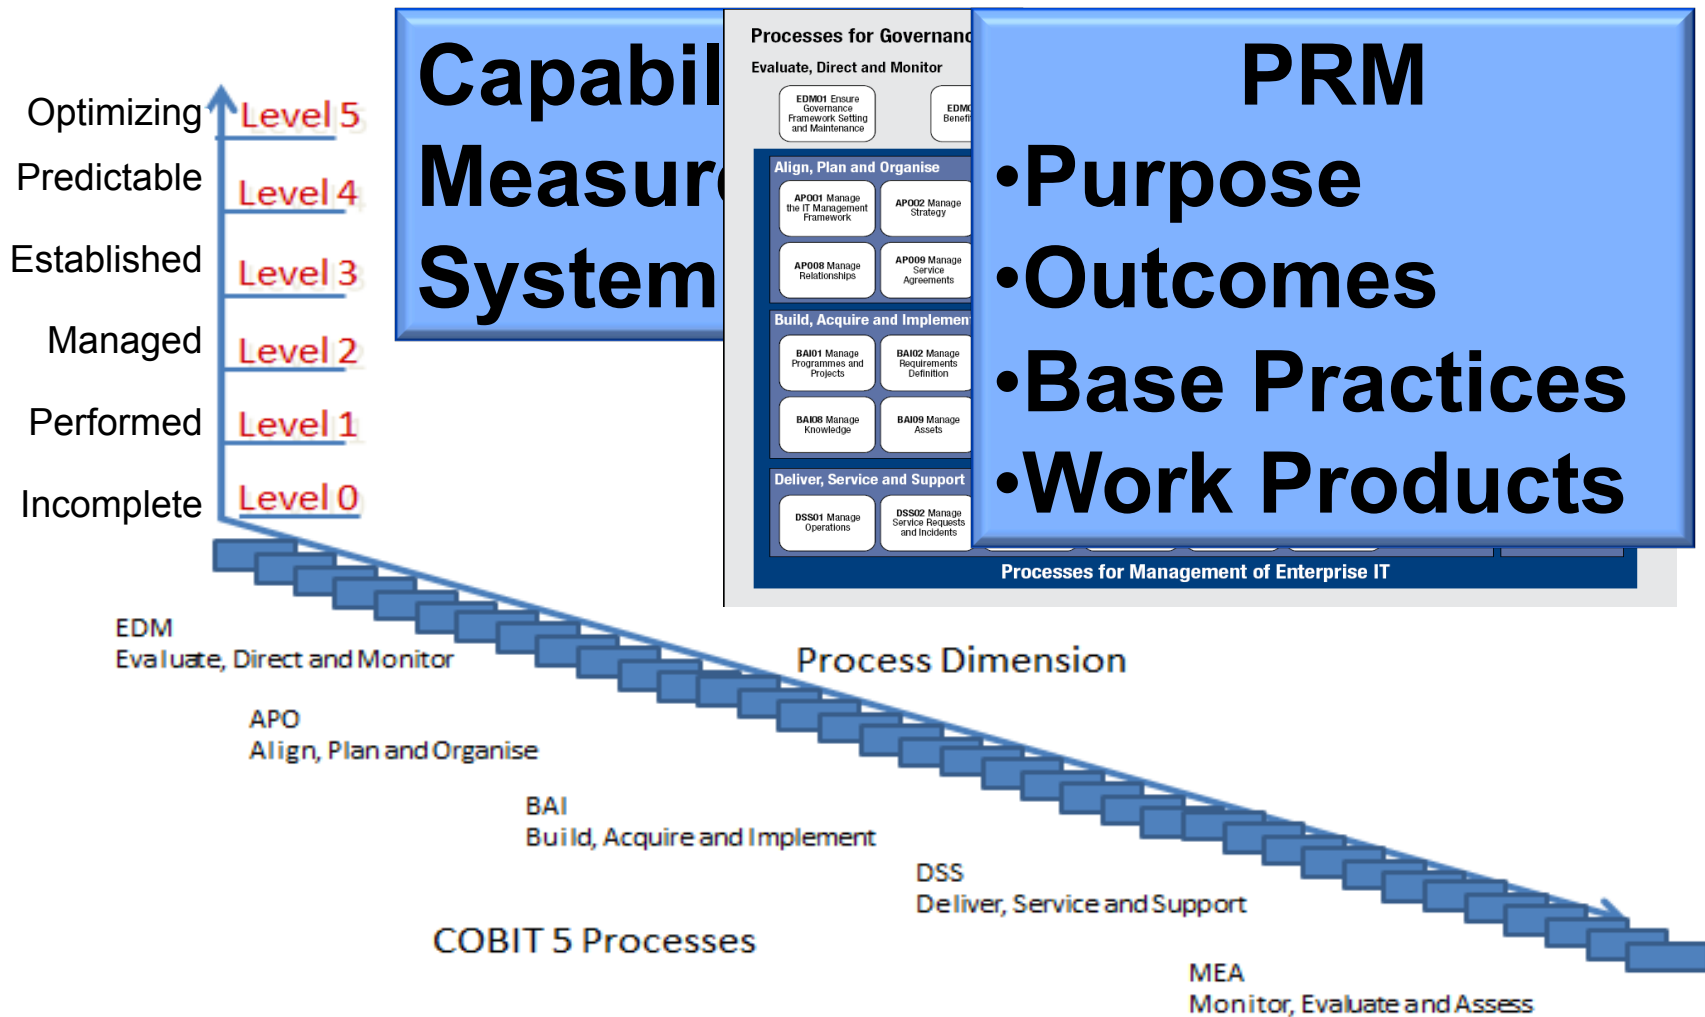 Optimizing
Level 5
Predictable
Level 4
Established
Level 3
Managed
Level 2
Performed
Level 1
Incomplete
Level 0
System
Evaluate, Direct and Monitor
Processes for
EDM01 Ensure
Governance
Framework Setting
and Maintenance
Align, Plan and Organise
APO01 Manage
the IT Management
Framework
APO02 Manage
Strategy
APO08 Manage
Relationships
APO09 Manage
Service
Agreements
Build, Acquire and
BAI01 Manage
Programmes and
Projects
BAI02 Manage
Requirements
Definition
BAI08 Manage
Knowledge
BAI09 Manage
Assets
Deliver, Service and Support
DSS01 Manage
Operations
DSS02 Manage
Service Requests
and Incidents
Processes for Management of Enterprise IT
PRM
•Purpose
•Outcomes
•Base Practices
•Work Products
EDM
Evaluate, Direct and Monitor
Process Dimension
APO
Align, Plan and Organise
BAI
Build, Acquire and Implement
DSS
Deliver, Service and Support
COBIT 5 Processes
MEA
Monitor, Evaluate and Assess